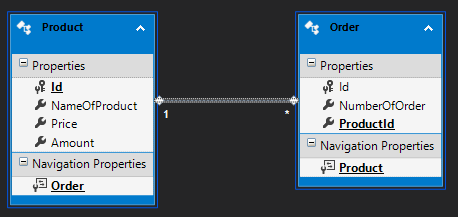 Product
Properties
Id
NameOfProduct
Price
Amount
Navigation Properties
Order
1
*
Order
Properties
Id
NumberOfOrder
ProductId
Navigation Properties
Product